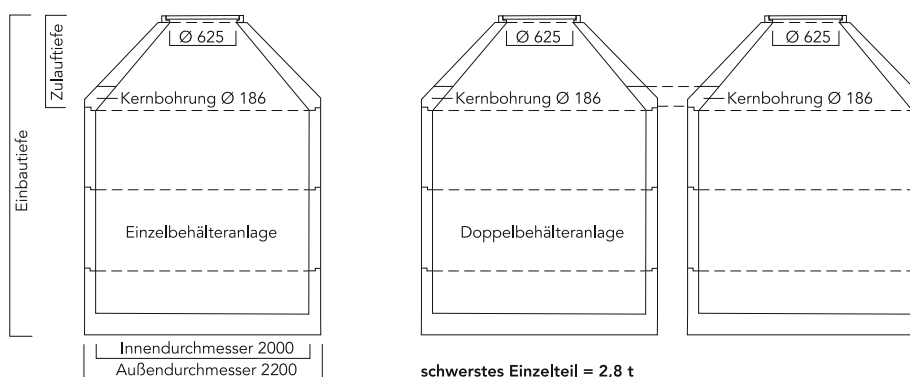 Einbautiefe
Zulauftiefe
Ø 625
Kernbohrung Ø 186
Einzelbehälteranlage
Innendurchmesser 2000
Außendurchmesser 2200
Ø 625
Kernbohrung Ø 186
Doppelbehälteranlage
Ø 625
Kernbohrung Ø 186
schwerstes Einzelteil = 2,8 t